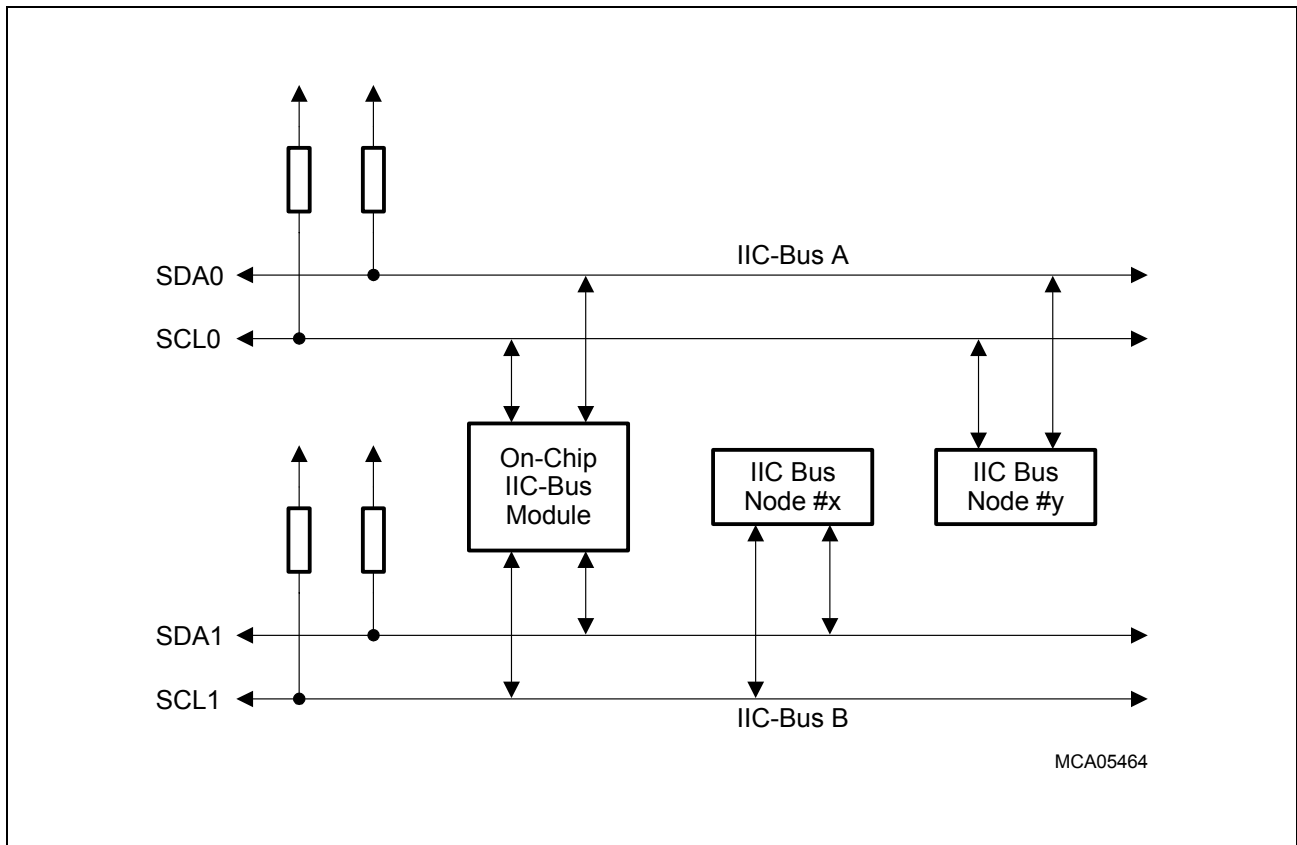 IIC-Bus A
SDA0
SCL0
On-Chip
IIC-Bus
Module
IIC Bus
Node #x
IIC Bus
Node #y
SDA1
SCL1
IIC-Bus B
MCA05464